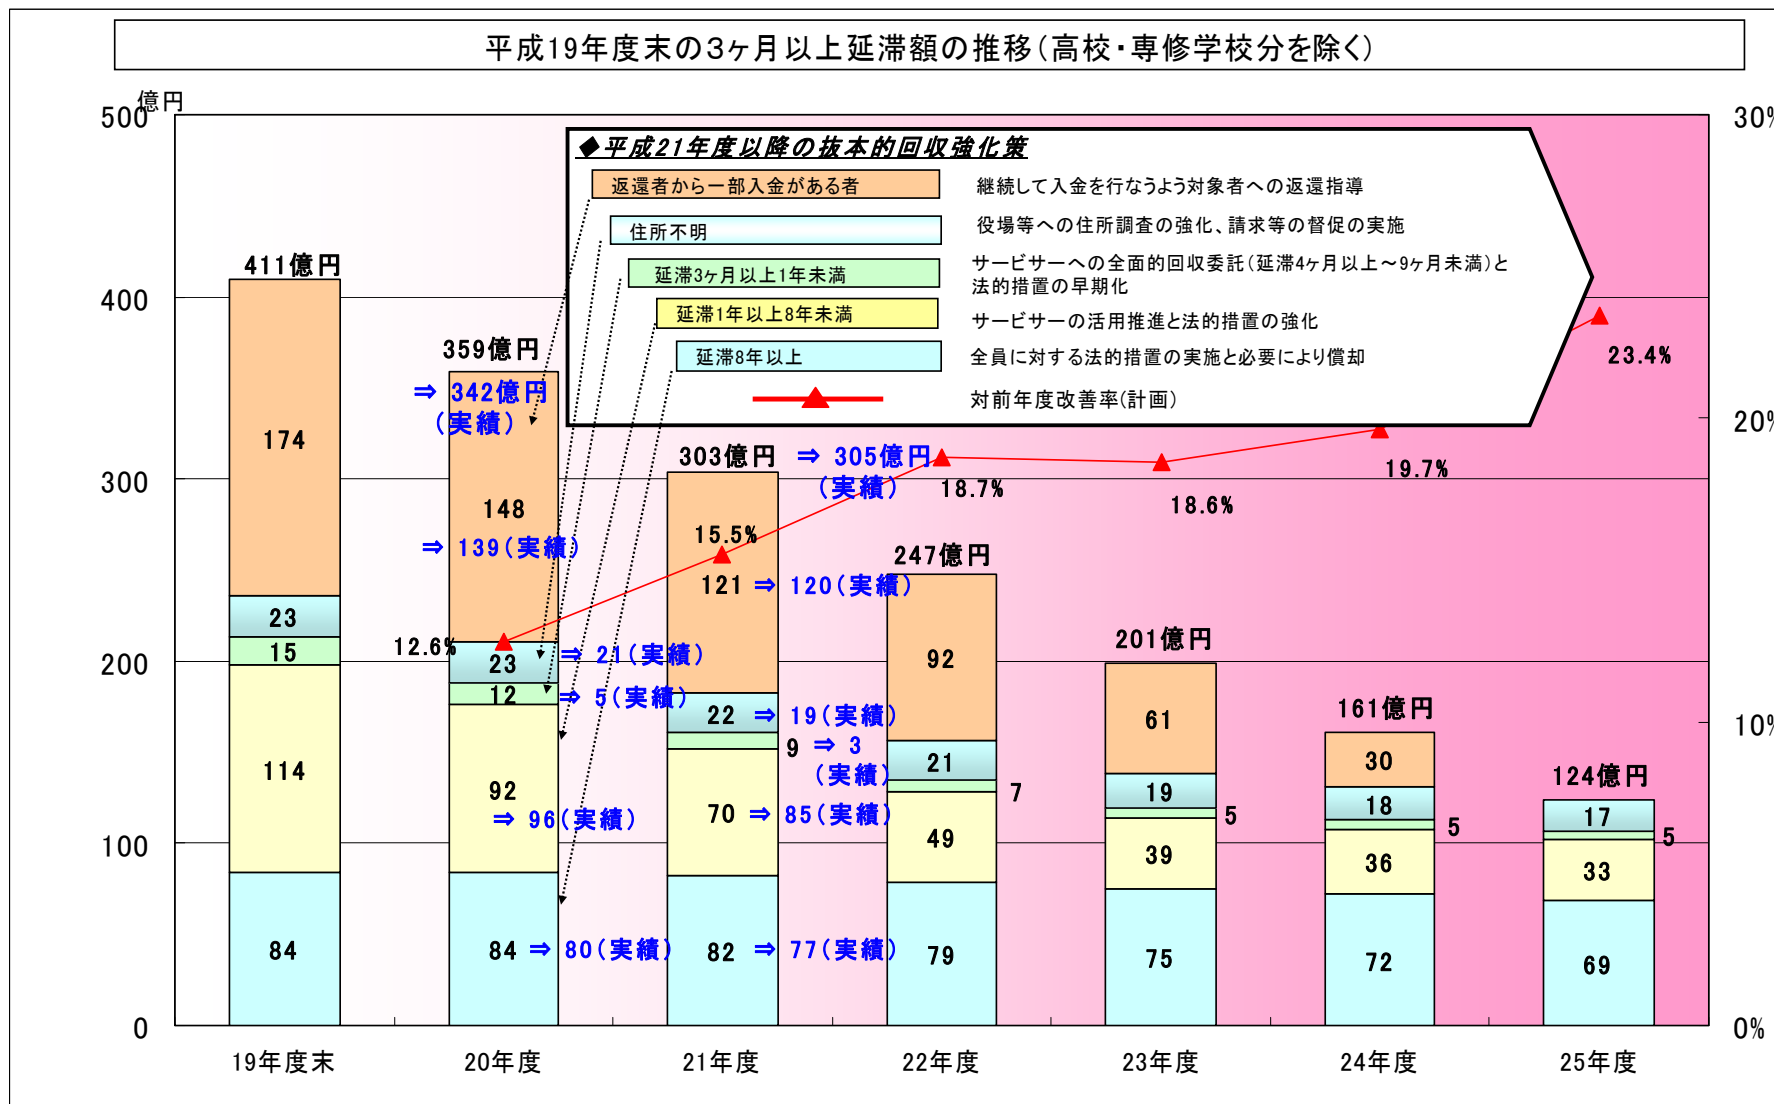 平成19年度末の3ヶ月以上延滞額の推移(高校・専修学校分を除く)
億円
500
400
300
200
100
0
30%
20%
10%
0%
◆平成21年度以降の抜本的回収強化策
返還者から一部入金がある者
継続して入金を行なうよう対象者への返還指導
住所不明
役場等への住所調査の強化、請求等の督促の実施
延滞3ヶ月以上1年未満
サービサーへの全面的回収委託(延滞4ヶ月以上～9ヶ月未満)と
法的措置の早期化
延滞1年以上8年未満
サービサーの活用推進と法的措置の強化
延滞8年以上
全員に対する法的措置の実施と必要により償却
対前年度改善率(計画)
411億円
174
23
15
114
84
359億円
⇒ 342億円
(実績)
148
⇒ 139(実績)
12.6%
23
⇒ 21(実績)
12
⇒ 5(実績)
92
⇒ 96(実績)
84 ⇒ 80(実績)
303億円 ⇒ 305億円
(実績)
15.5%
121 ⇒ 120(実績)
22 ⇒ 19(実績)
9 ⇒ 3
(実績)
70 ⇒ 85(実績)
82 ⇒ 77(実績)
18.7%
247億円
92
21
7
49
79
18.6%
201億円
61
19
5
39
75
19.7%
161億円
30
18
5
36
72
23.4%
124億円
17
5
33
69
19年度末
20年度
21年度
22年度
23年度
24年度
25年度